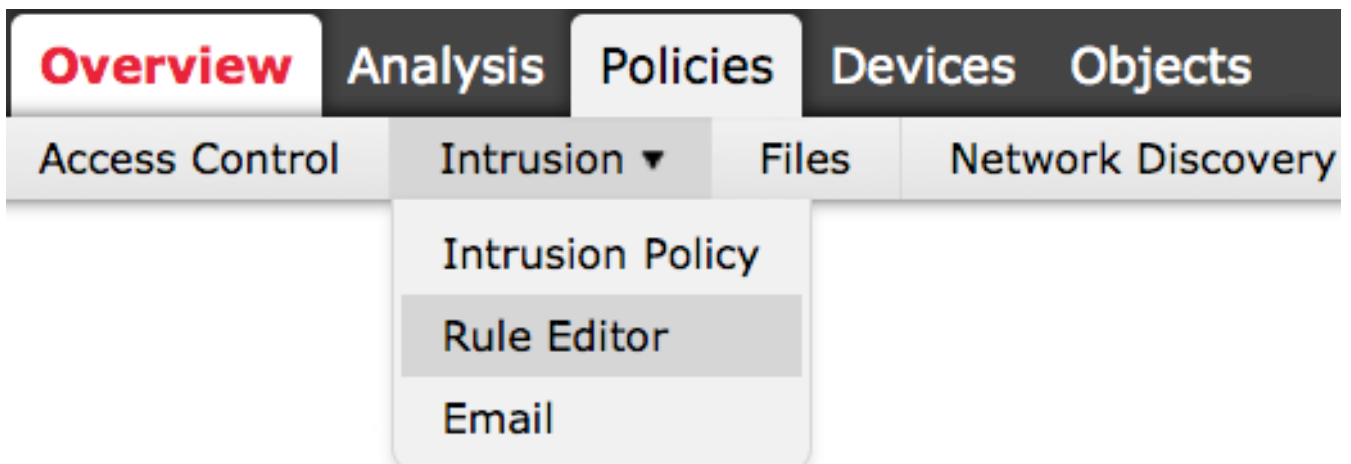 Overview Analysis Policies Devices Objects
Access Control Intrusion ▾ Files Network Discovery
Intrusion Policy
Rule Editor
Email